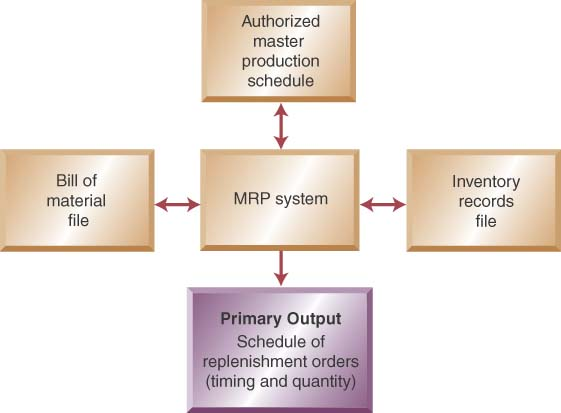 Authorized
master
production
schedule
Bill of
material
file
MRP system
Inventory
records
file
Primary Output
Schedule of
replenishment orders
(timing and quantity)